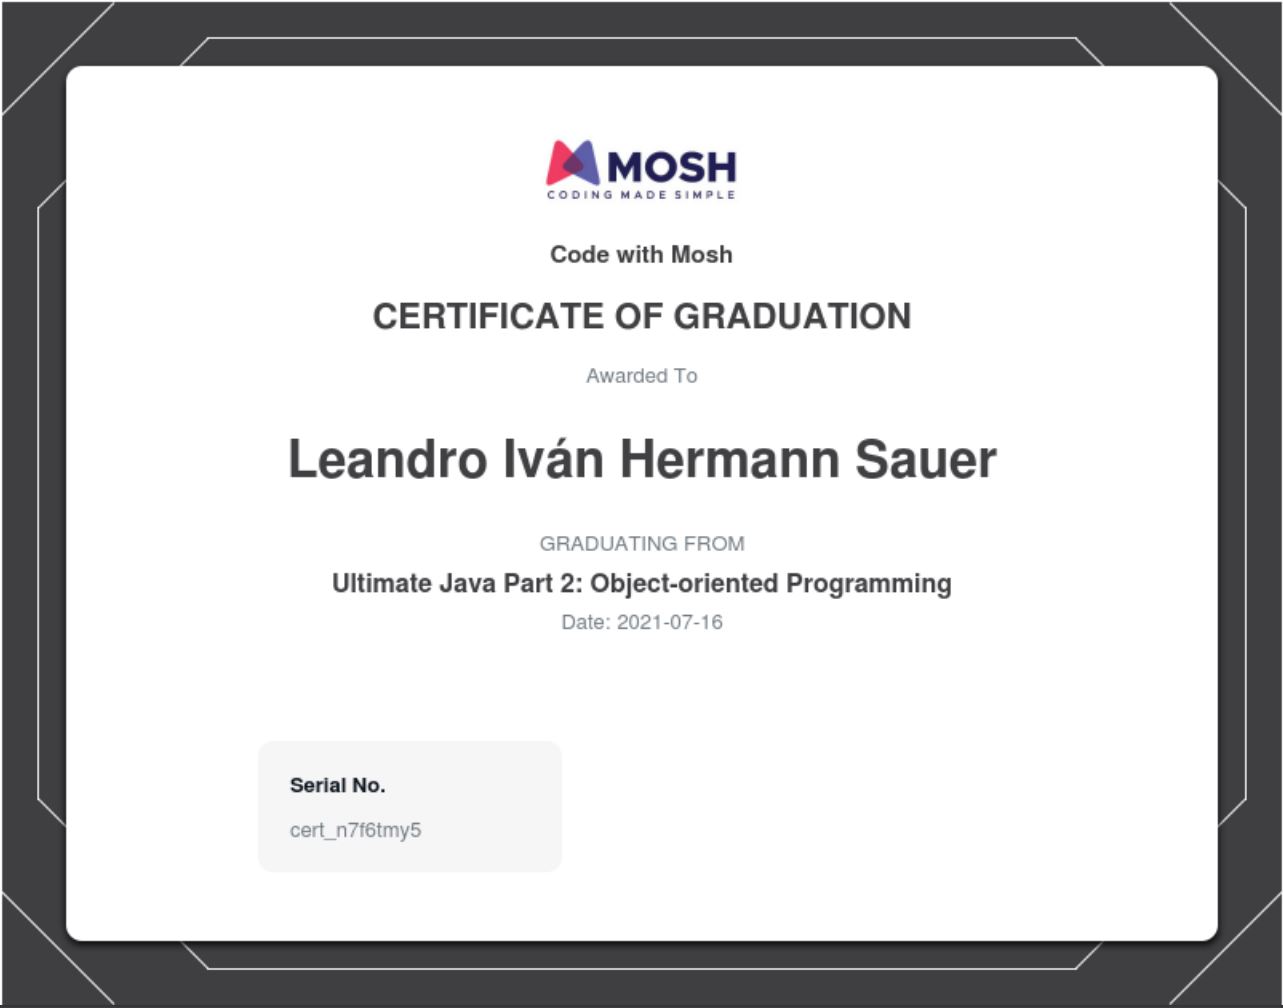 MOSH
CODING MADE SIMPLE
Code with Mosh
CERTIFICATE OF GRADUATION
Awarded To
Leandro Iván Hermann Sauer
GRADUATING FROM
Ultimate Java Part 2: Object-oriented Programming
Date: 2021-07-16
Serial No.
cert_n7f6tmy5